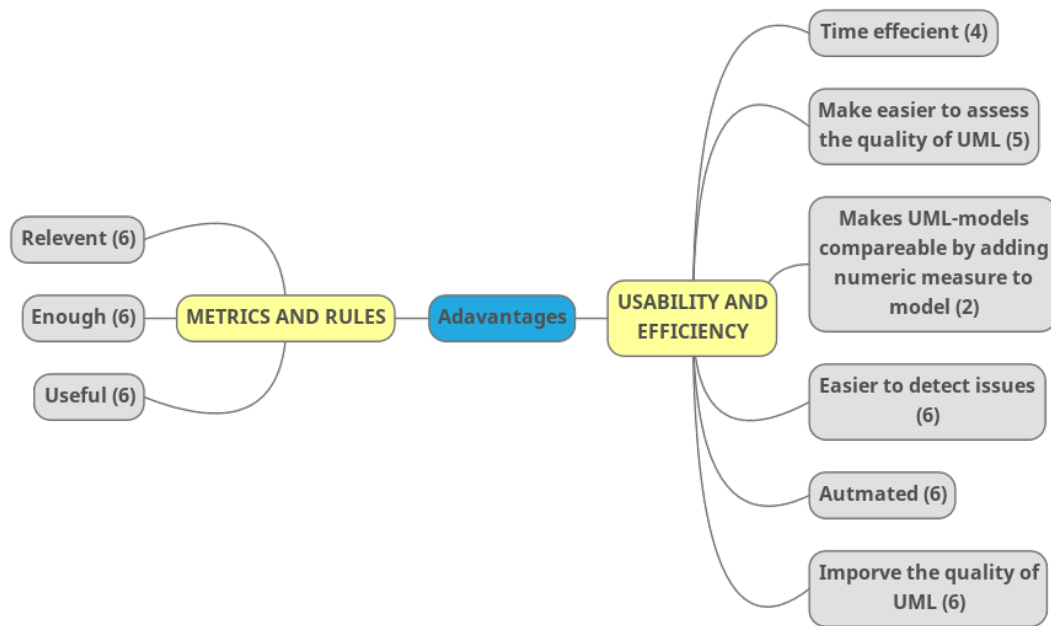 Time effecient (4)
Make easier to assess
the quality of UML (5)
Makes UML-models
compareable by adding
numeric measure to
model (2)
Relevent (6)
Enough (6)
Useful (6)
METRICS AND RULES
Adavantages
USABILITY AND
EFFICIENCY
Easier to detect issues
(6)
Autmated (6)
Imporve the quality of
UML (6)